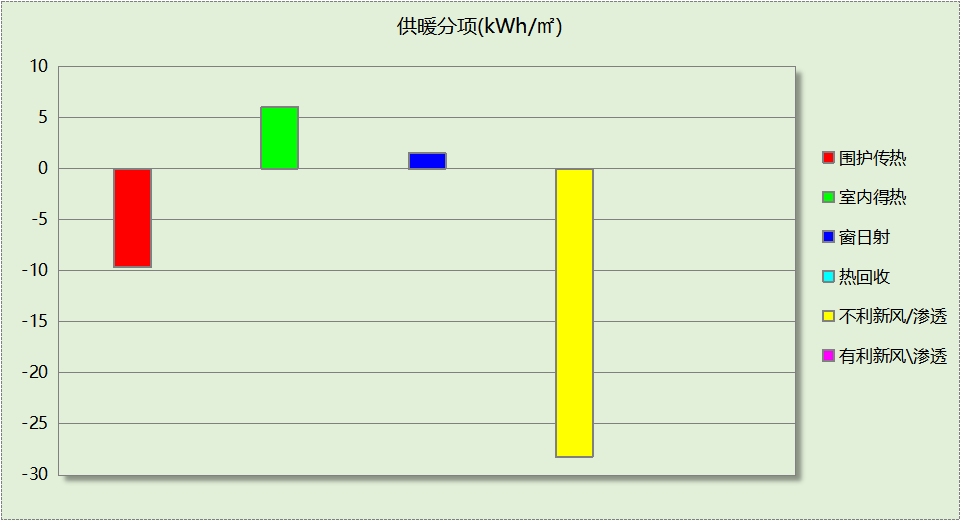 供暖分项(kWh/㎡)
10
5
0
-5
-10
-15
-20
-25
-30
围护传热
室内得热
窗日射
热回收
不利新风/渗透
有利新风\渗透